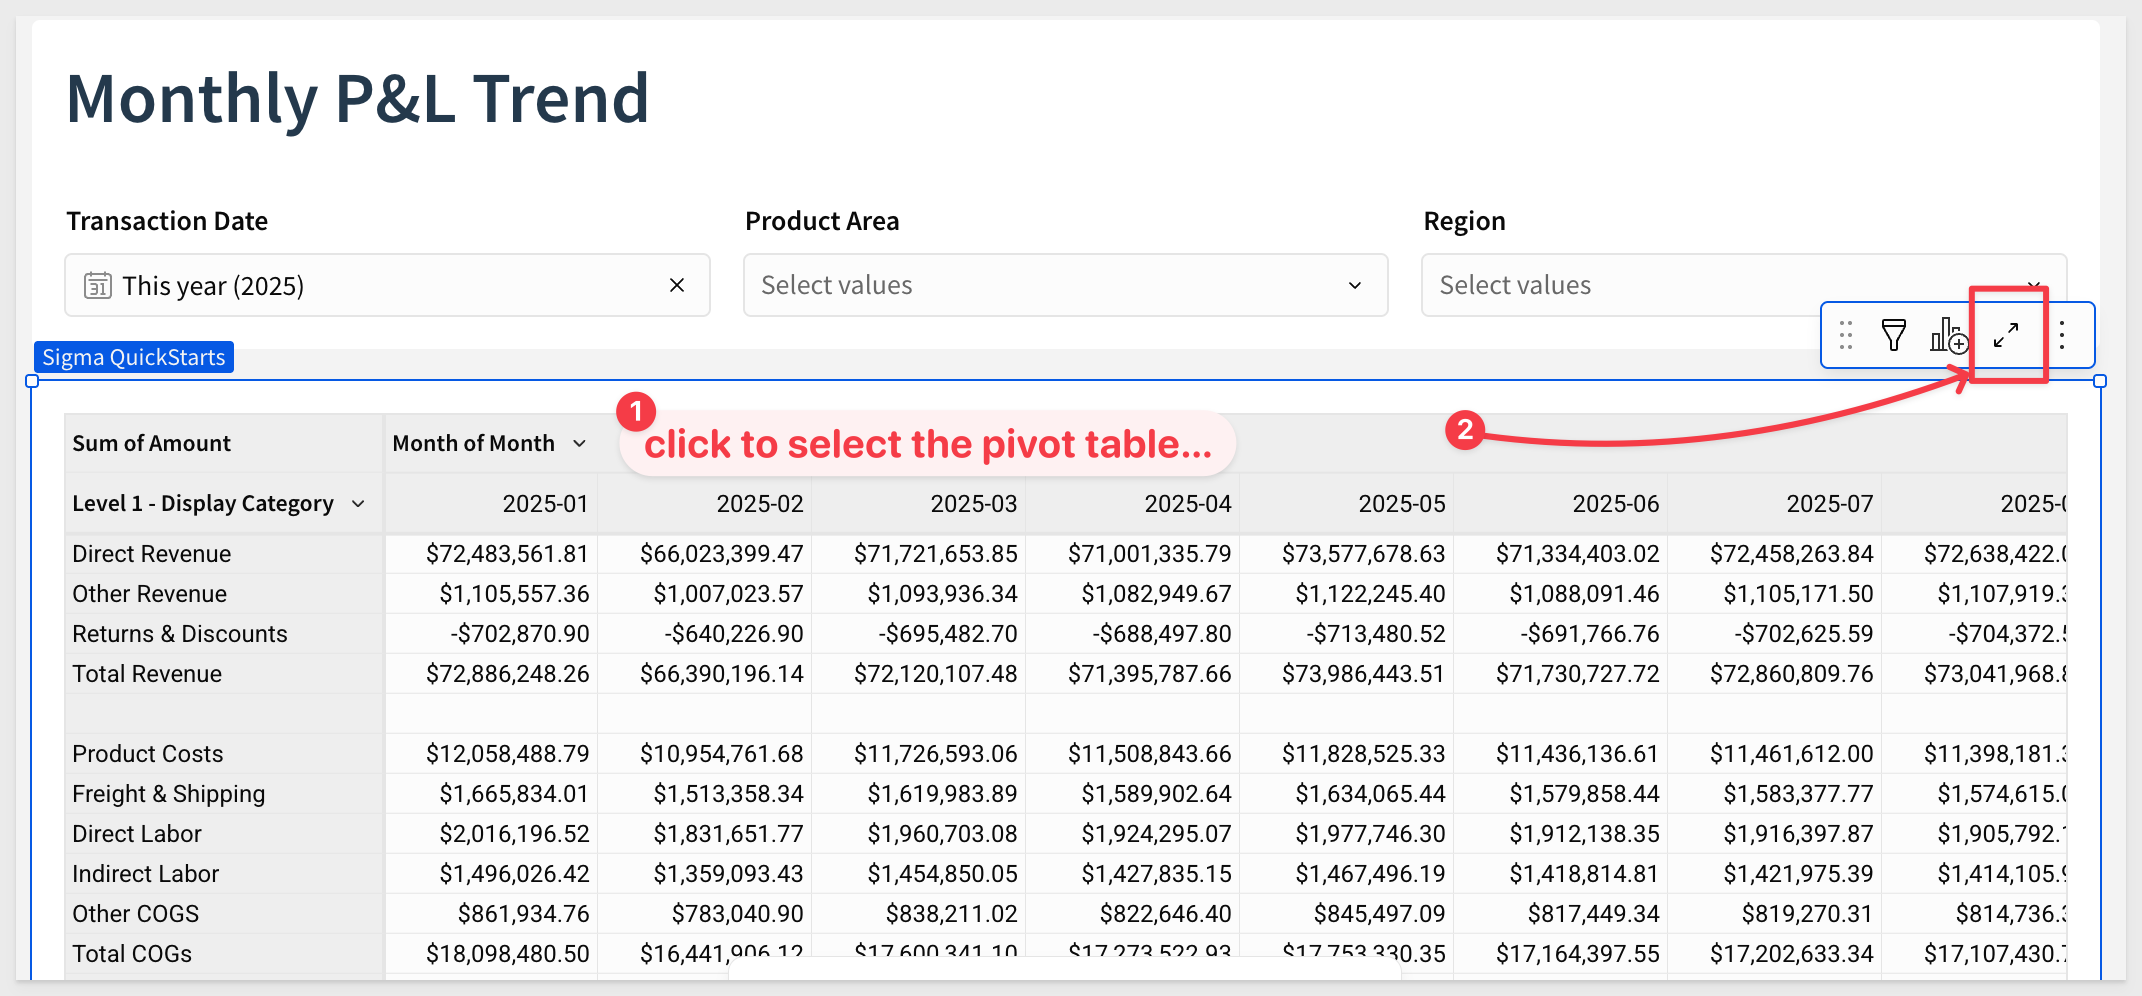 Monthly P&L Trend
Transaction Date
Product Area
Region
31 This year (2025)
Select values
Select values
Sigma QuickStarts
1
click to select the pivot table...
2
Sum of Amount Month of Month
Level 1 - Display Category 2025-01 2025-02 2025-03 2025-04 2025-05 2025-06 2025-07 2025-0
Direct Revenue $72,483,561.81 $66,023,399.47 $71,721,653.85 $71,001,335.79 $73,577,678.63 $71,334,403.02 $72,458,263.84 $72,638,422.0
Other Revenue $1,105,557.36 $1,007,023.57 $1,093,936.34 $1,082,949.67 $1,122,245.40 $1,088,091.46 $1,105,171.50 $1,107,919.3
Returns & Discounts -$702,870.90 -$640,226.90 -$695,482.70 -$688,497.80 -$713,480.52 -$691,766.76 -$702,625.59 -$704,372.5
Total Revenue $72,886,248.26 $66,390,196.14 $72,120,107.48 $71,395,787.66 $73,986,443.51 $71,730,727.72 $72,860,809.76 $73,041,968.8
Product Costs $12,058,488.79 $10,954,761.68 $11,726,593.06 $11,508,843.66 $11,828,525.33 $11,436,136.61 $11,461,612.00 $11,398,181.3
Freight & Shipping $1,665,834.01 $1,513,358.34 $1,619,983.89 $1,589,902.64 $1,634,065.44 $1,579,858.44 $1,583,377.77 $1,574,615.0
Direct Labor $2,016,196.52 $1,831,651.77 $1,960,703.08 $1,924,295.07 $1,977,746.30 $1,912,138.35 $1,916,397.87 $1,905,792.1
Indirect Labor $1,496,026.42 $1,359,093.43 $1,454,850.05 $1,427,835.15 $1,467,496.19 $1,418,814.81 $1,421,975.39 $1,414,105.9
Other COGS $861,934.76 $783,040.90 $838,211.02 $822,646.40 $845,497.09 $817,449.34 $819,270.31 $814,736.3
Total COGs $18,098,480.50 $16,441,906.12 $17,600,341.10 $17,273,522.93 $17,753,330.35 $17,164,397.55 $17,202,633.34 $17,107,430.7